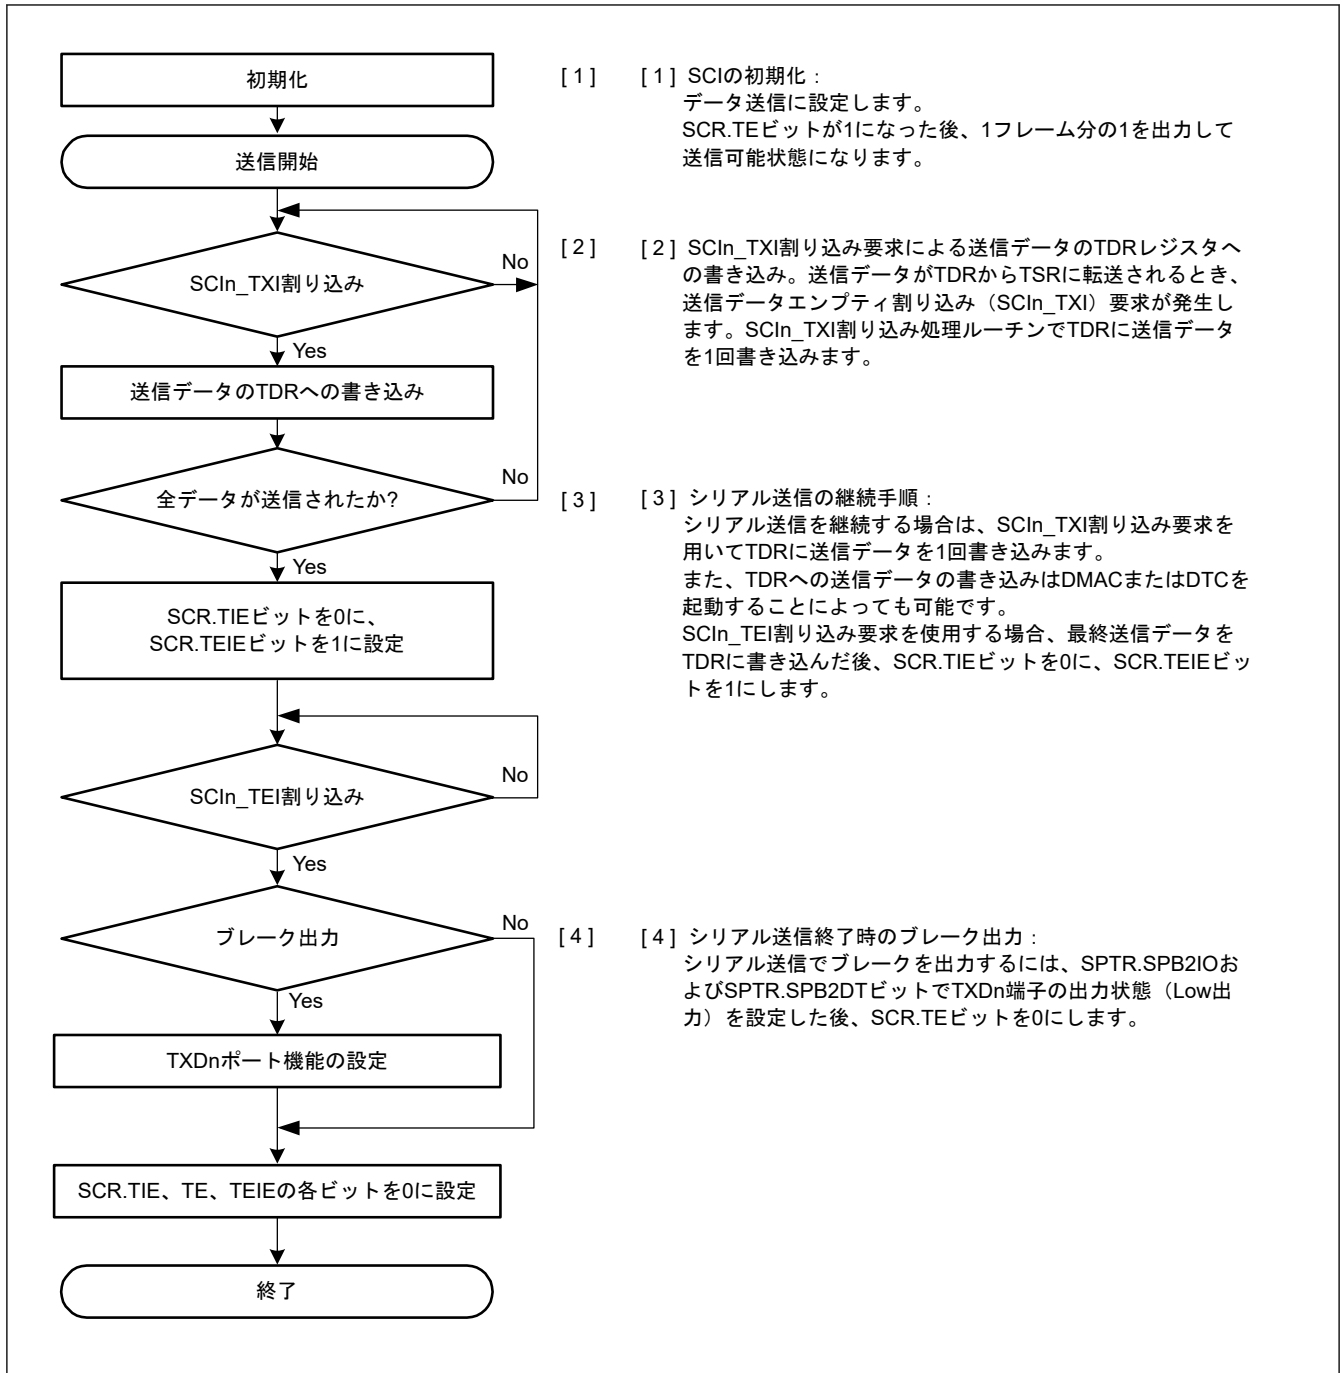 初期化
[ 1 ]
[ 1 ] SCIの初期化：
データ送信に設定します。
SCR.TEビットが1になった後、1フレーム分の1を出力して
送信可能状態になります。
送信開始
SCIn_TXI割り込み
No
Yes
[ 2 ]
[ 2 ] SCIn_TXI割り込み要求による送信データのTDRレジスタへ
の書き込み。送信データがTDRからTSRに転送されるとき、
送信データエンプティ割り込み（SCIn_TXI）要求が発生し
ます。SCIn_TXI割り込み処理ルーチンでTDRに送信データ
を1回書き込みます。
送信データのTDRへの書き込み
全データが送信されたか?
No
Yes
[ 3 ]
[ 3 ] シリアル送信の継続手順：
シリアル送信を継続する場合は、SCIn_TXI割り込み要求を
用いてTDRに送信データを1回書き込みます。
また、TDRへの送信データの書き込みはDMACまたはDTCを
起動することによっても可能です。
SCIn_TEI割り込み要求を使用する場合、最終送信データを
TDRに書き込んだ後、SCR.TIEビットを0に、SCR.TEIEビッ
トを1にします。
SCR.TIEビットを0に、
SCR.TEIEビットを1に設定
SCIn_TEI割り込み
No
Yes
ブレーク出力
No
Yes
[ 4 ]
[ 4 ] シリアル送信終了時のブレーク出力：
シリアル送信でブレークを出力するには、SPTR.SPB2IOお
よびSPTR.SPB2DTビットでTXDn端子の出力状態（Low出
力）を設定した後、SCR.TEビットを0にします。
TXDnポート機能の設定
SCR.TIE、TE、TEIEの各ビットを0に設定
終了